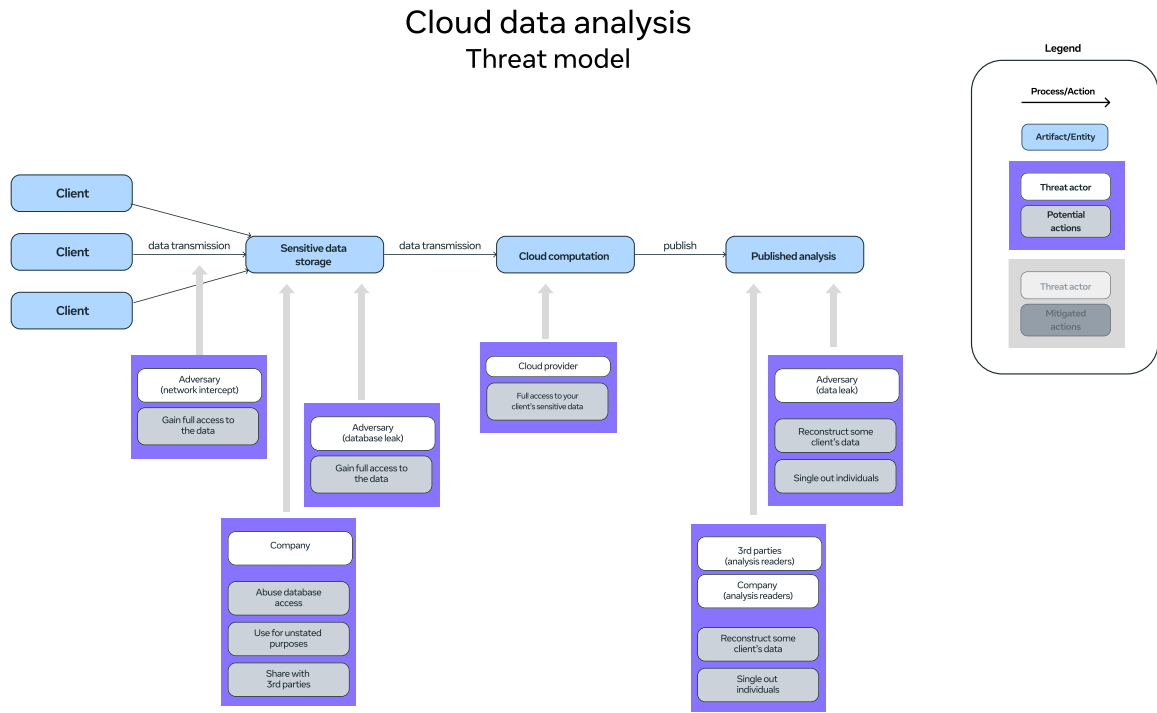 Cloud data analysis
Threat model
Legend
Process/Action
Artifact/Entity
Threat actor
Potential
actions
Threat actor
Mitigated
actions
Client
Client
Client
data transmission
Sensitive data
storage
data transmission
Cloud computation
publish
Published analysis
Adversary
(network intercept)
Gain full access to
the data
Adversary
(database leak)
Gain full access to
the data
Company
Abuse database
access
Use for unstated
purposes
Share with
3rd parties
Cloud provider
Full access to your
client's sensitive data
Adversary
(data leak)
Reconstruct some
client's data
Single out individuals
3rd parties
(analysis readers)
Company
(analysis readers)
Reconstruct some
client's data
Single out
individuals